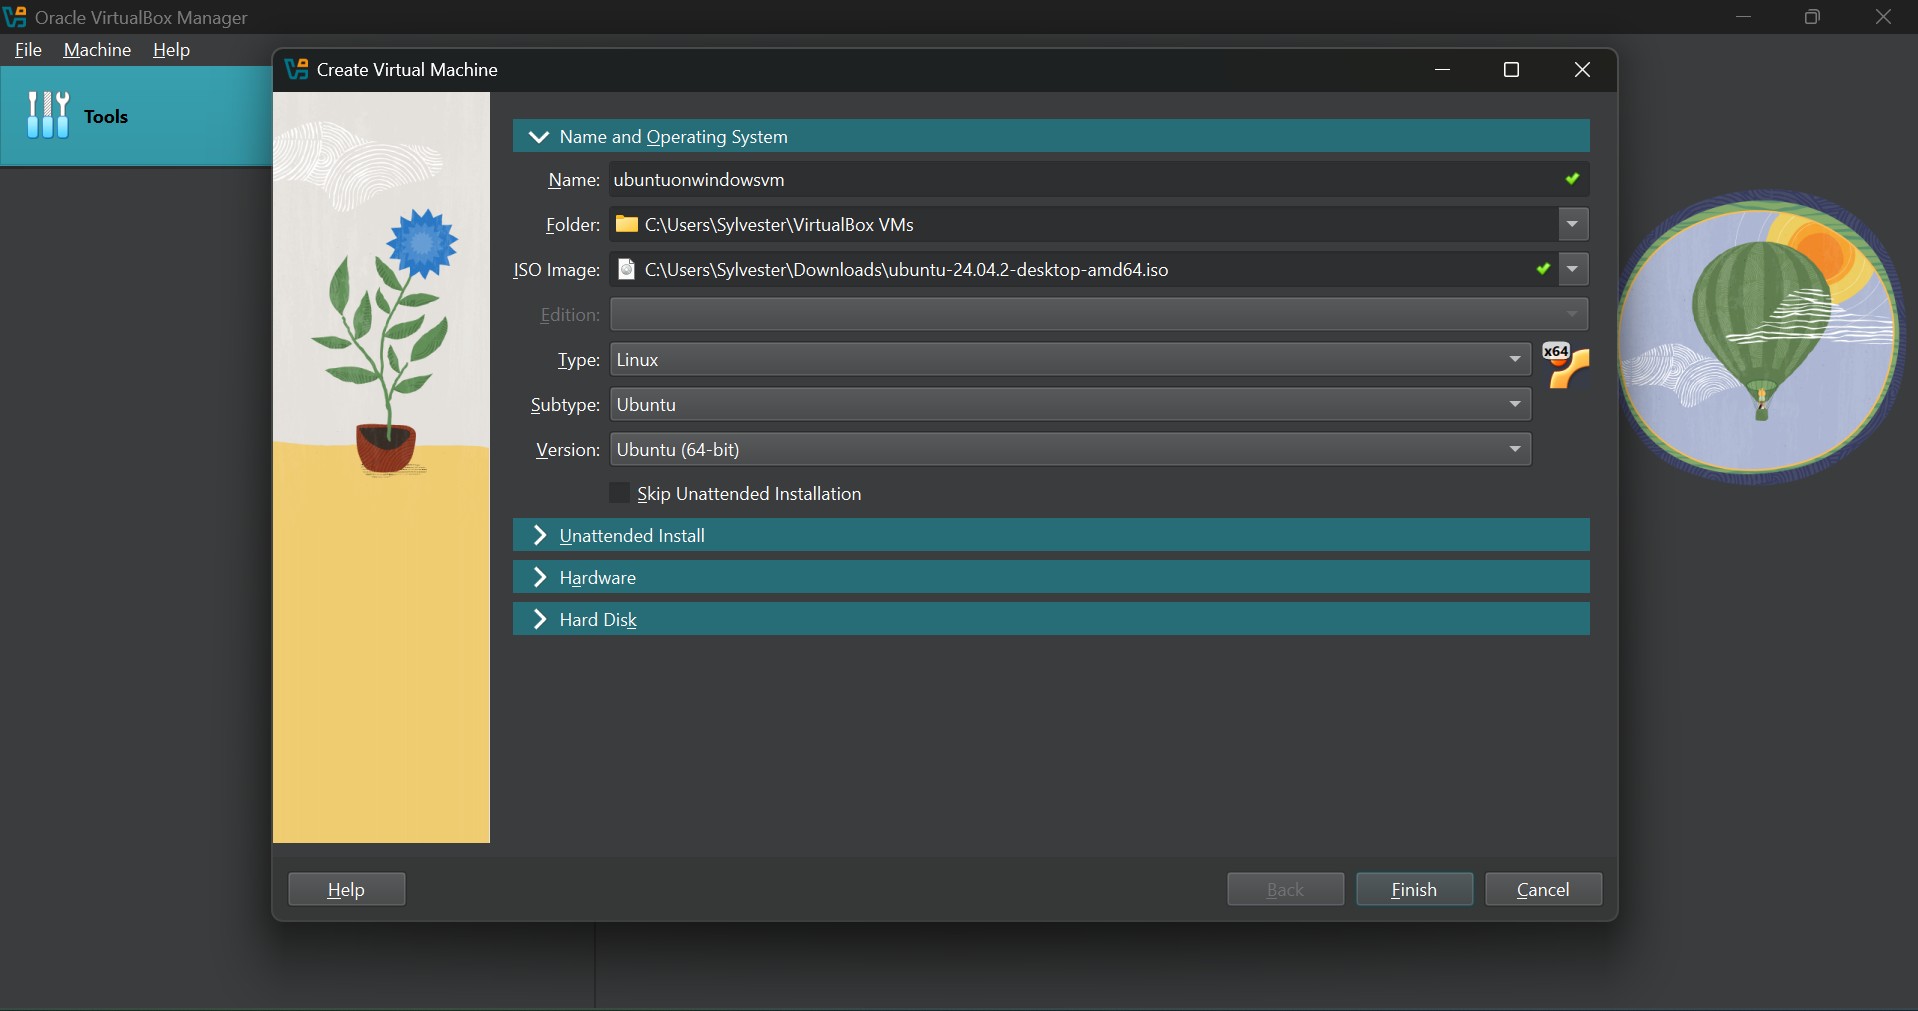 Oracle VirtualBox Manager
File Machine Help
Tools
Create Virtual Machine
Name and Operating System
Name: ubuntuonwindowsvm
Folder: C:\Users\Sylvester\VirtualBox VMs
ISO Image: C:\Users\Sylvester\Downloads\ubuntu-24.04.2-desktop-amd64.iso
Edition:
Type: Linux
x64
Subtype: Ubuntu
Version: Ubuntu (64-bit)
Skip Unattended Installation
Unattended Install
Hardware
Hard Disk
Help Back Finish Cancel